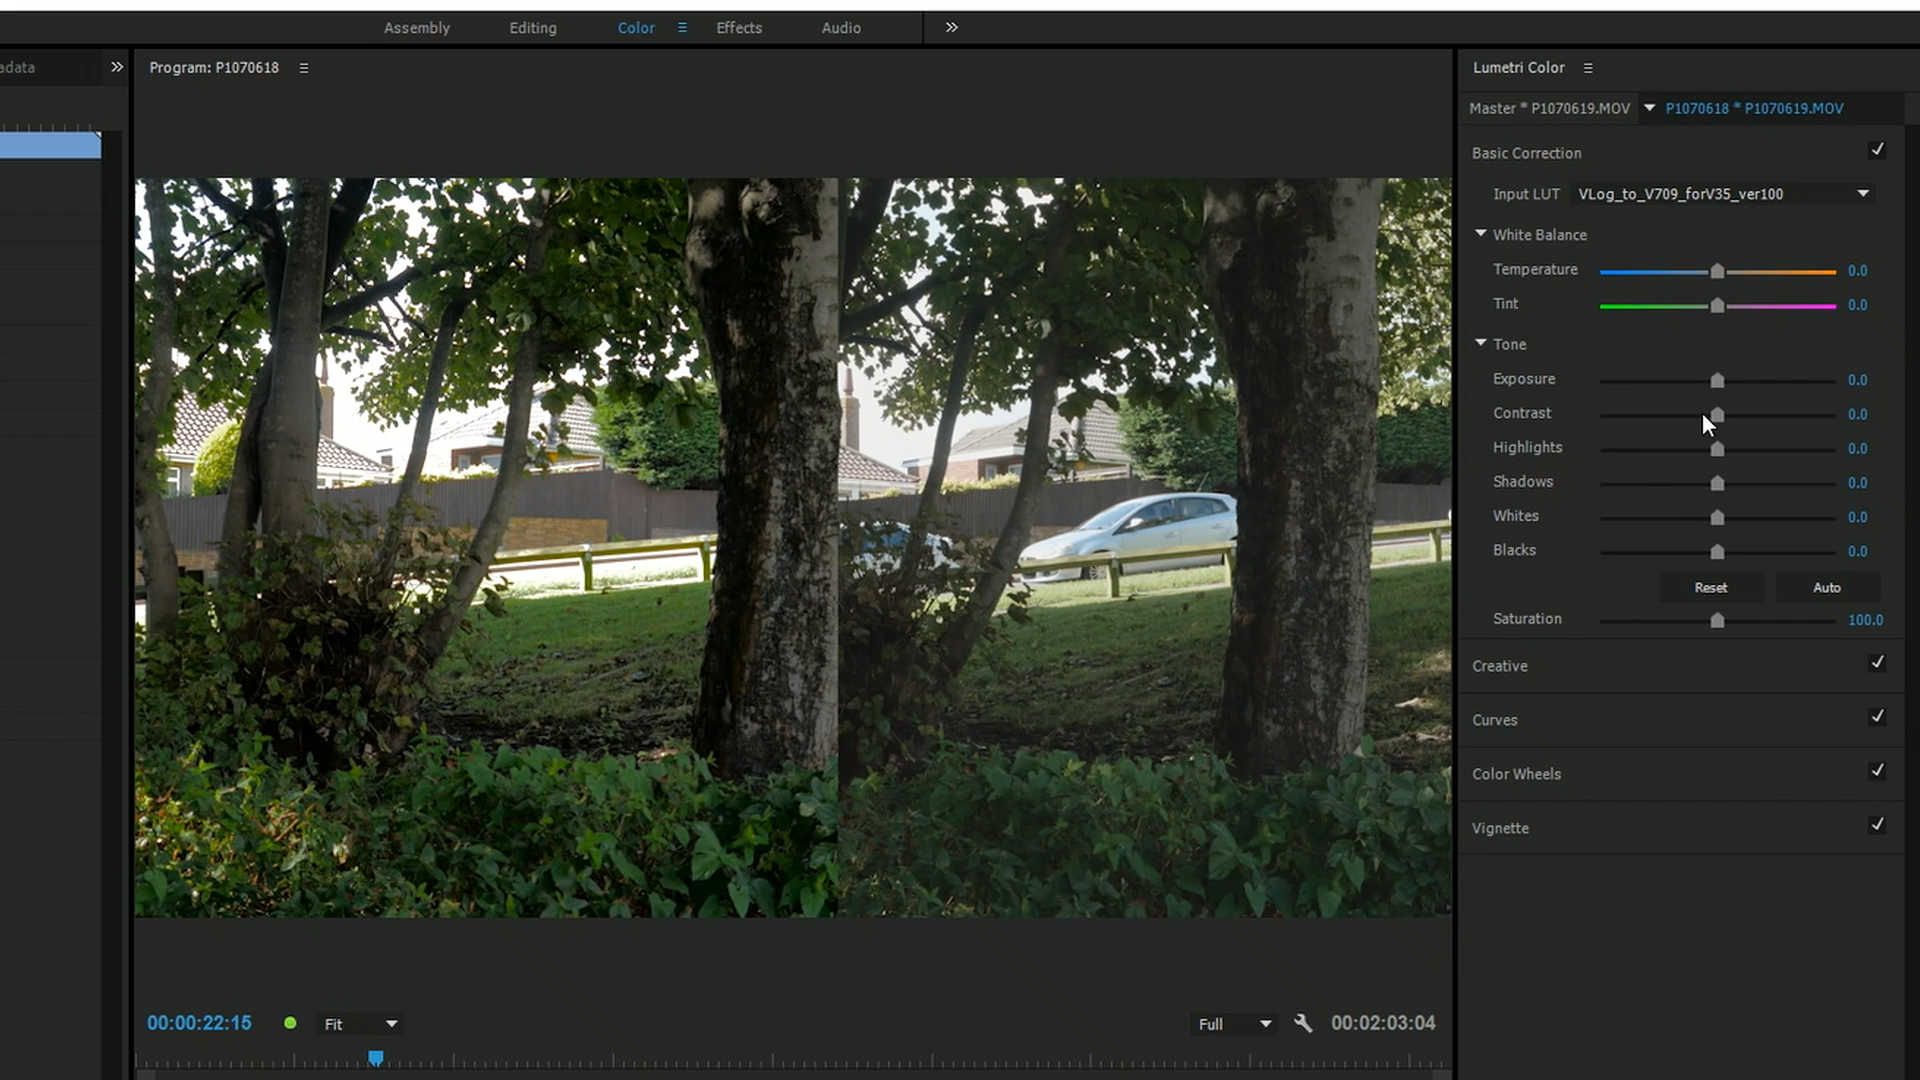 Assembly Editing Color Effects Audio
adata
Program: P1070618
Lumetri Color
Master * P1070619.MOV P1070618 * P1070619.MOV
Basic Correction
Input LUT VLog_to_V709_forV35_ver100
White Balance
Temperature 0.0
Tint 0.0
Tone
Exposure 0.0
Contrast 0.0
Highlights 0.0
Shadows 0.0
Whites 0.0
Blacks 0.0
Reset Auto
Saturation 100.0
Creative
Curves
Color Wheels
Vignette
00:00:22:15 Fit Full 00:02:03:04